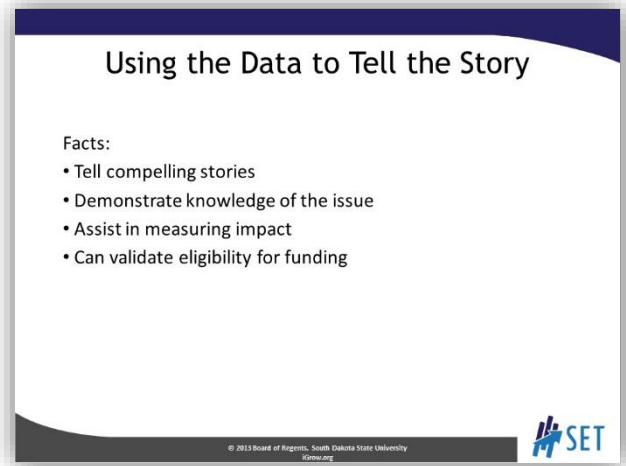 Using the Data to Tell the Story
Facts:
• Tell compelling stories
• Demonstrate knowledge of the issue
• Assist in measuring impact
• Can validate eligibility for funding
© 2013 Board of Regents, South Dakota State University
iGrow.org
SET